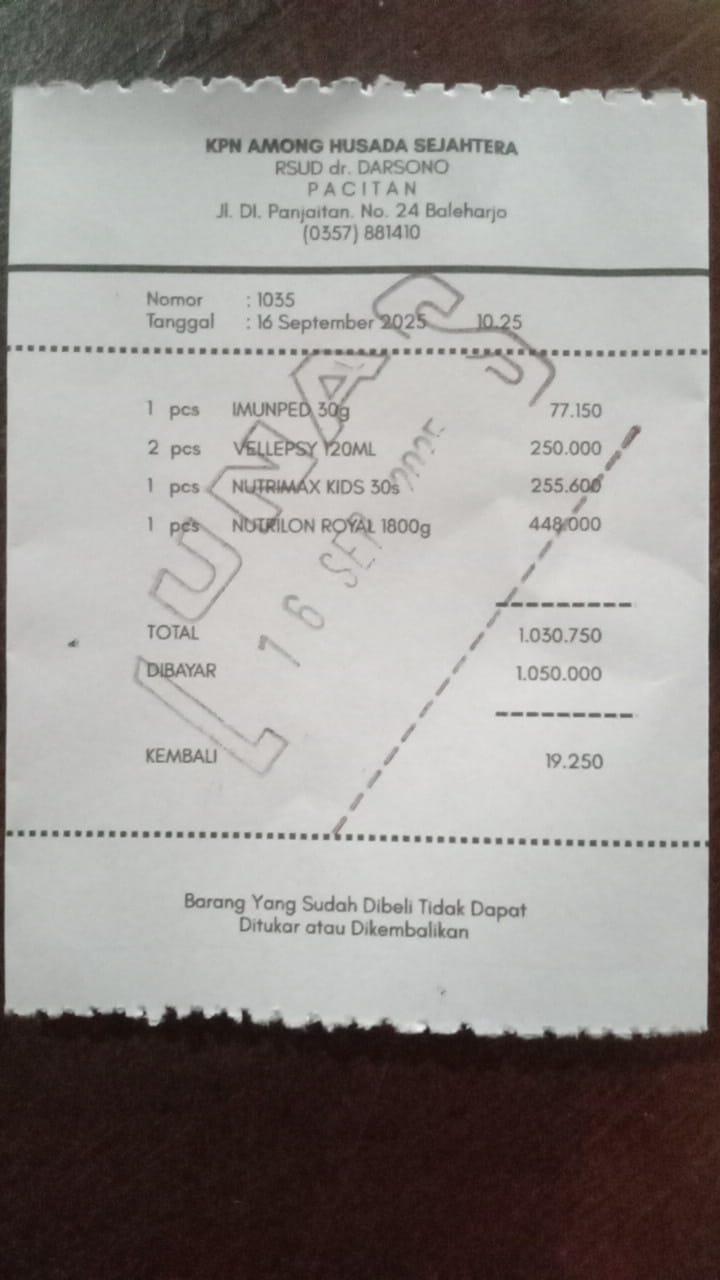 KPN AMONG HUSADA SEJAHTERA
RSUD dr. DARSONO
PACITAN
Jl. DI. Panjaitan. No. 24 Baleharjo
(0357) 881410
Nomor : 1035
Tanggal : 16 September 2025 10.25
1 pcs IMUNPED 30g 77.150
2 pcs VELLEPSY 120ML 250.000
1 pcs NUTRIMAX KIDS 30s 255.600
1 pcs NUTRILON ROYAL 1800g 448.000
TOTAL 1.030.750
DIBAYAR 1.050.000
KEMBALI 19.250
LUNAS
16 SEP 2025
Barang Yang Sudah Dibeli Tidak Dapat
Ditukar atau Dikembalikan